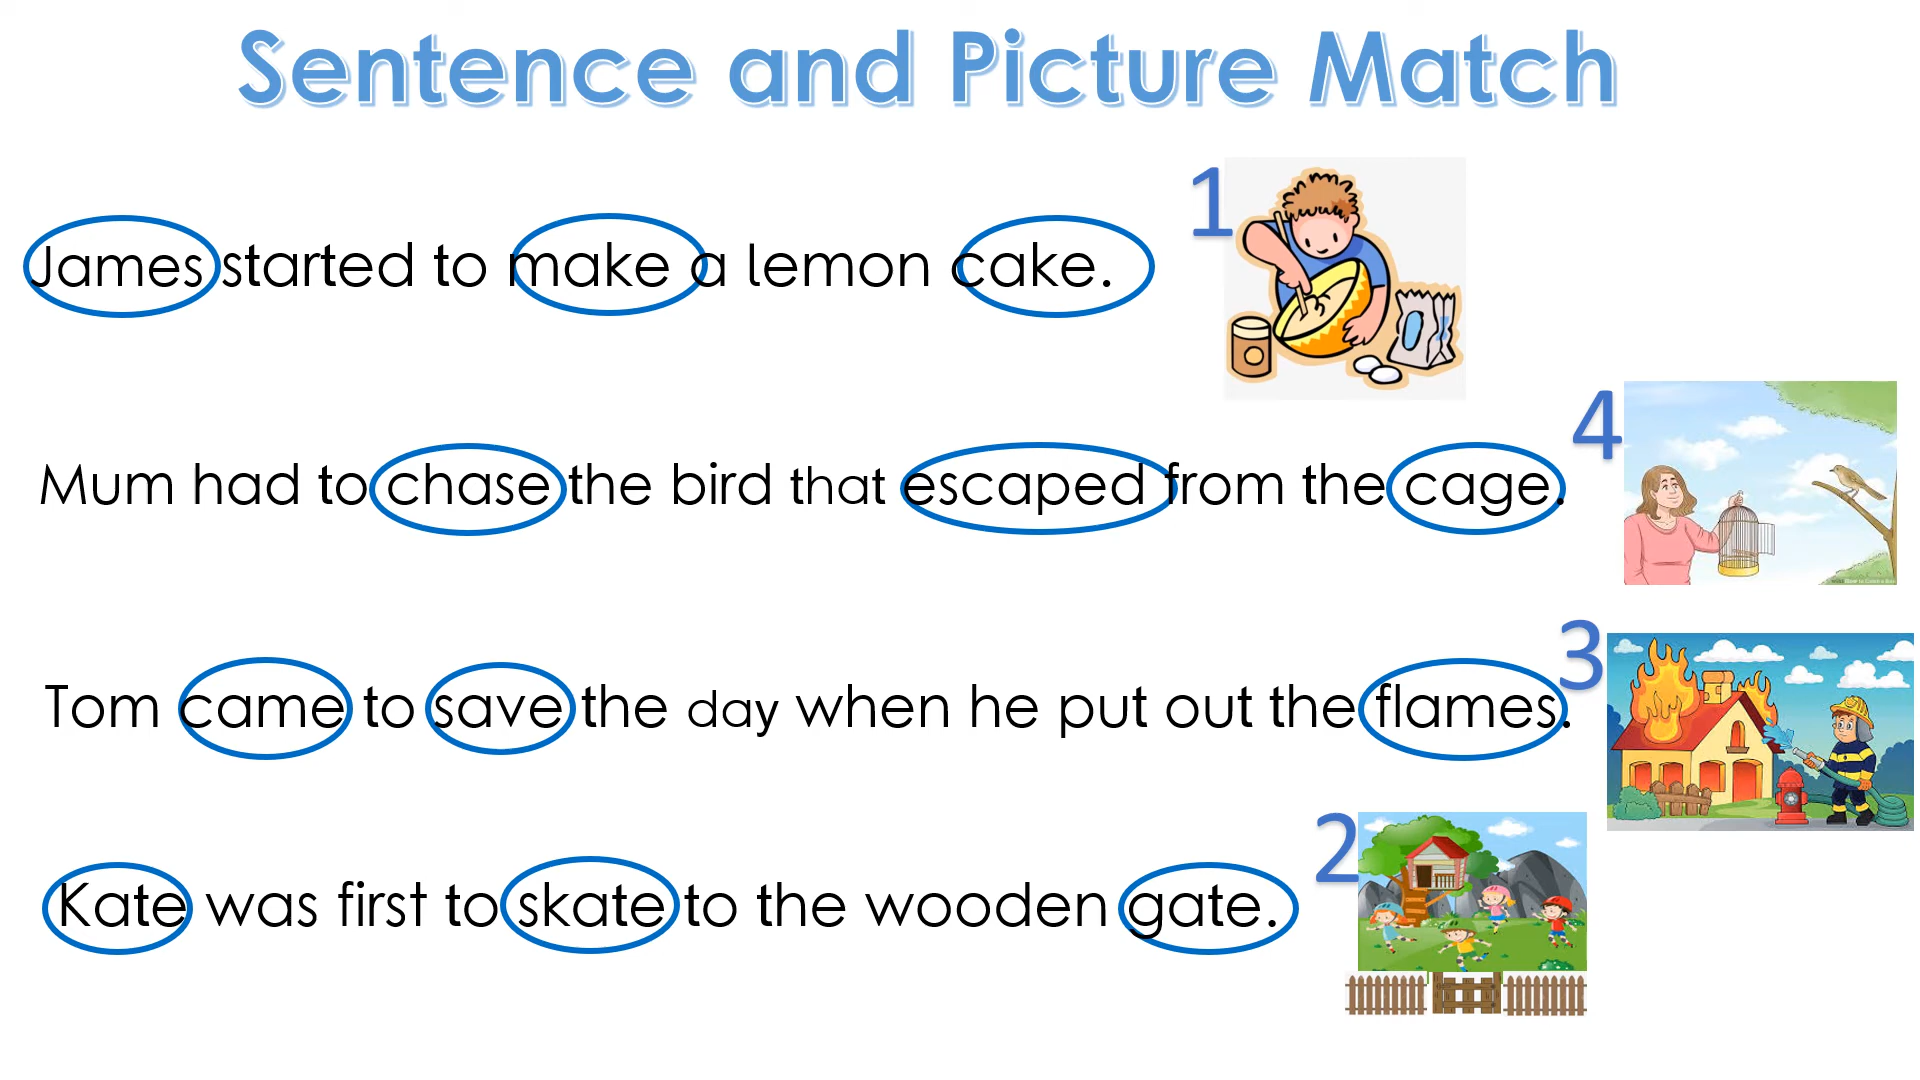 Sentence and Picture Match
1
James started to make a lemon cake.
4
Mum had to chase the bird that escaped from the cage.
3
Tom came to save the day when he put out the flames.
2
Kate was first to skate to the wooden gate.